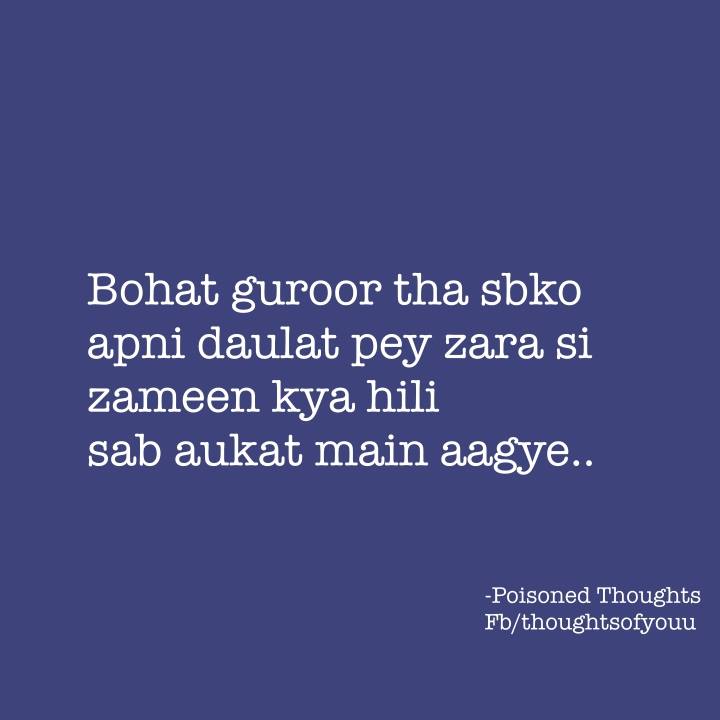 Bohat guroor tha sbko
apni daulat pey zara si
zameen kya hili
sab aukat main aagye..
-Poisoned Thoughts
Fb/thoughtsofyouu